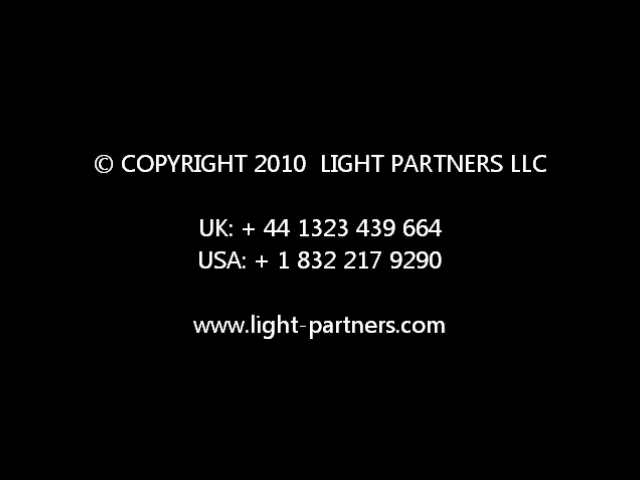 © COPYRIGHT 2010  LIGHT PARTNERS LLC
UK: + 44 1323 439 664
USA: + 1 832 217 9290
www.light-partners.com